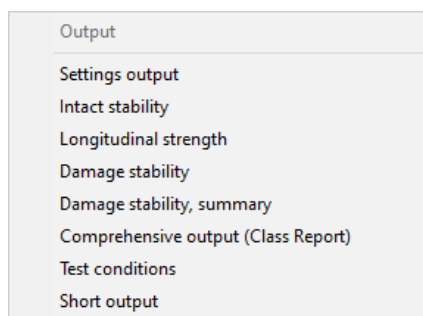 Output
Settings output
Intact stability
Longitudinal strength
Damage stability
Damage stability, summary
Comprehensive output (Class Report)
Test conditions
Short output